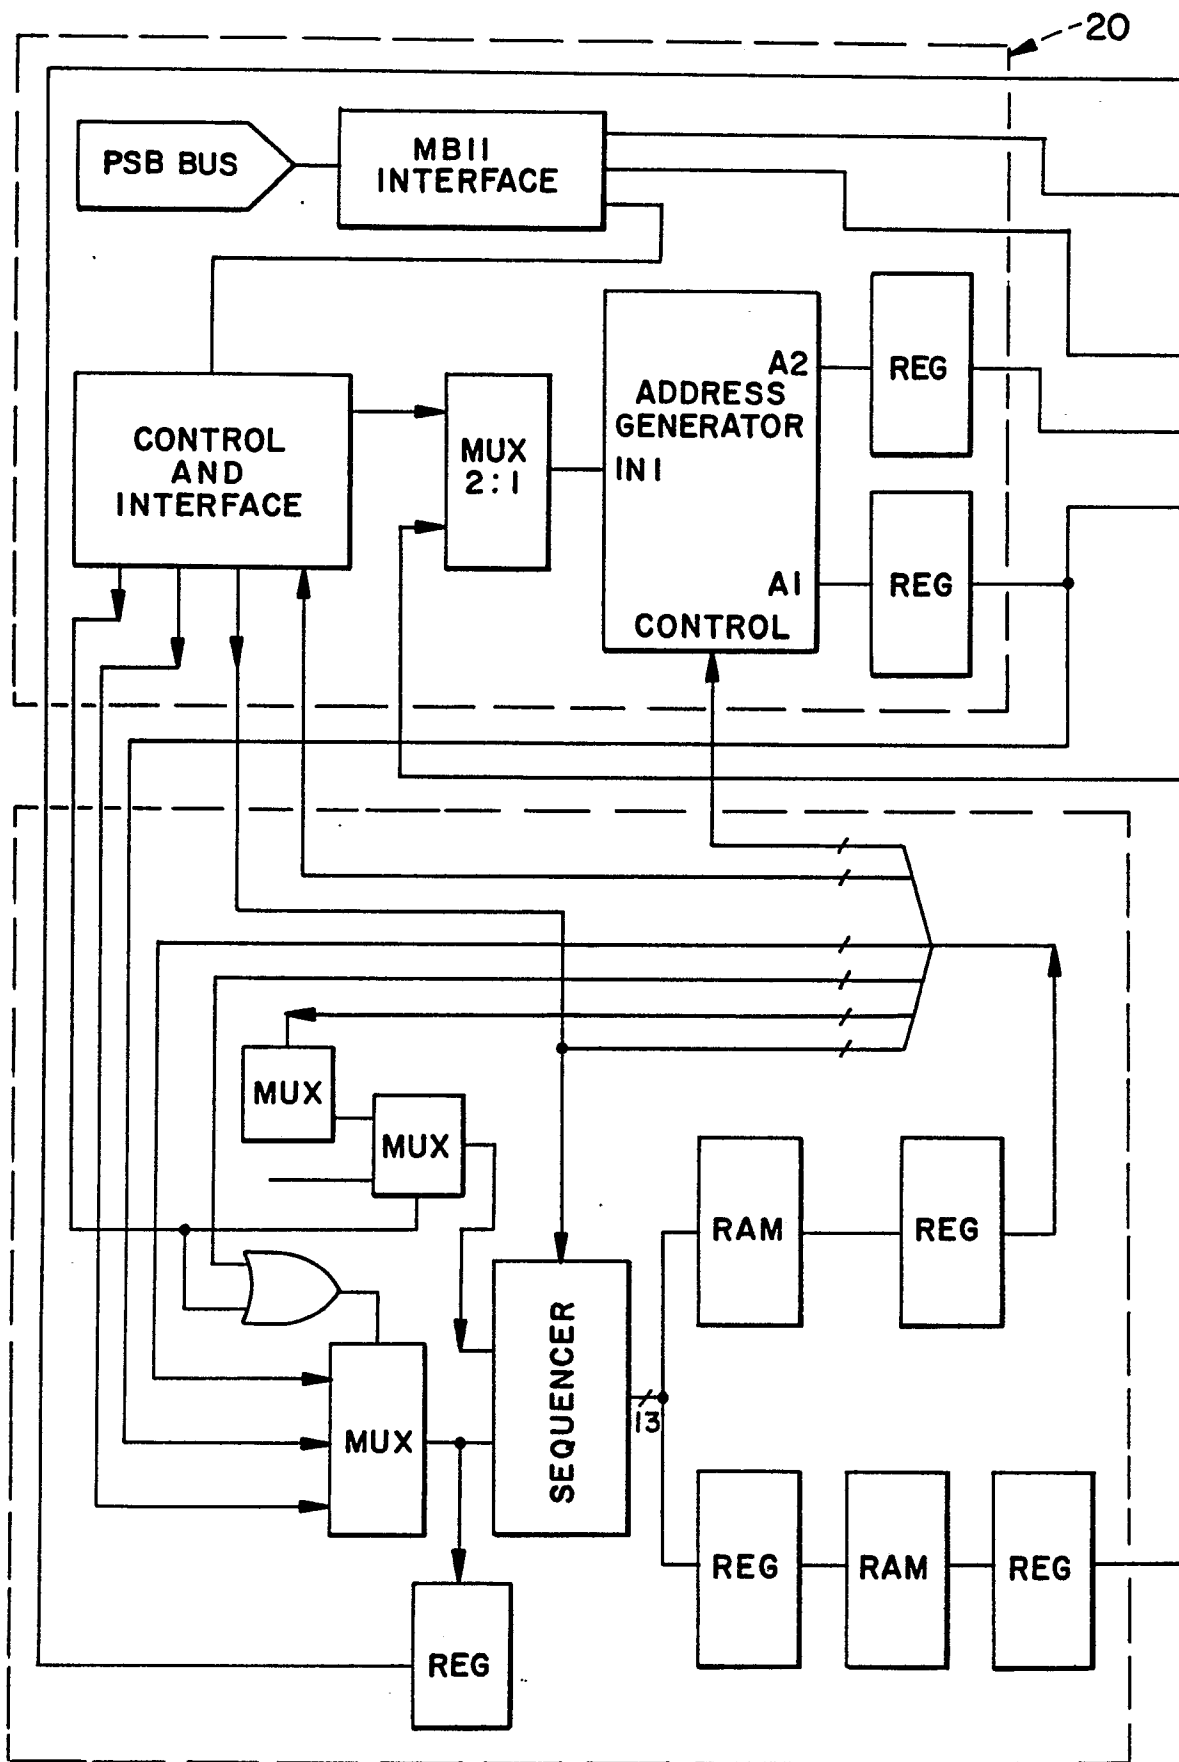 20
PSB BUS
MBII
INTERFACE
A2
REG
ADDRESS
GENERATOR
CONTROL
AND
INTERFACE
MUX
2:1
IN1
A1
REG
CONTROL
MUX
MUX
RAM
REG
SEQUENCER
13
MUX
REG
RAM
REG
REG